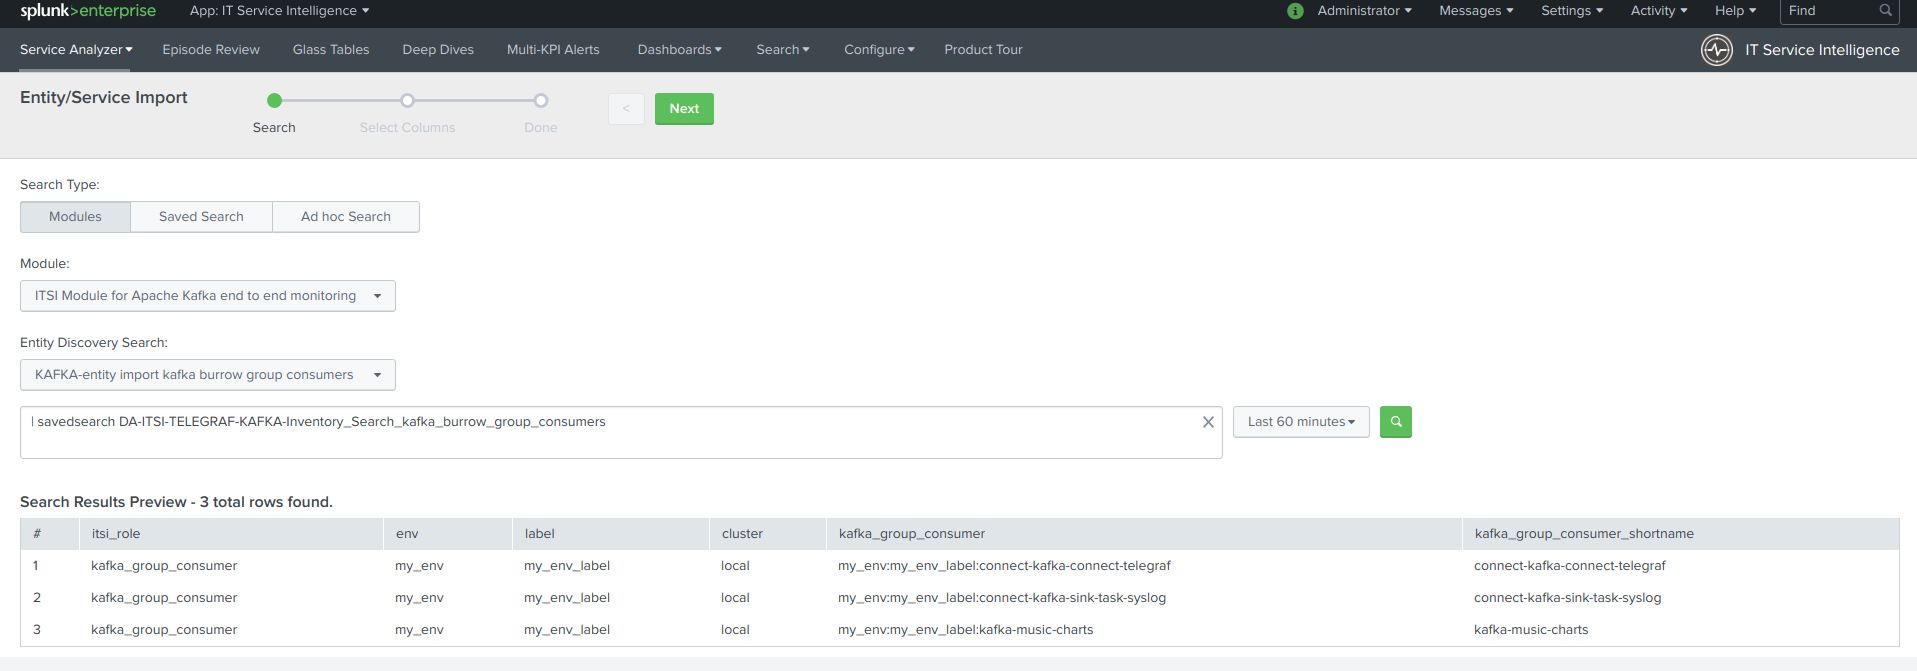 splunk>enterprise App: IT Service Intelligence i Administrator Messages Settings Activity Help Find
Service Analyzer Episode Review Glass Tables Deep Dives Multi-KPI Alerts Dashboards Search Configure Product Tour IT Service Intelligence
Entity/Service Import
Search Select Columns Done < Next
Search Type:
Modules Saved Search Ad hoc Search
Module:
ITSI Module for Apache Kafka end to end monitoring
Entity Discovery Search:
KAFKA-entity import kafka burrow group consumers
| savedsearch DA-ITSI-TELEGRAF-KAFKA-Inventory_Search_kafka_burrow_group_consumers Last 60 minutes
Search Results Preview - 3 total rows found.
# itsi_role env label cluster kafka_group_consumer kafka_group_consumer_shortname
1 kafka_group_consumer my_env my_env_label local my_env:my_env_label:connect-kafka-connect-telegraf connect-kafka-connect-telegraf
2 kafka_group_consumer my_env my_env_label local my_env:my_env_label:connect-kafka-sink-task-syslog connect-kafka-sink-task-syslog
3 kafka_group_consumer my_env my_env_label local my_env:my_env_label:kafka-music-charts kafka-music-charts